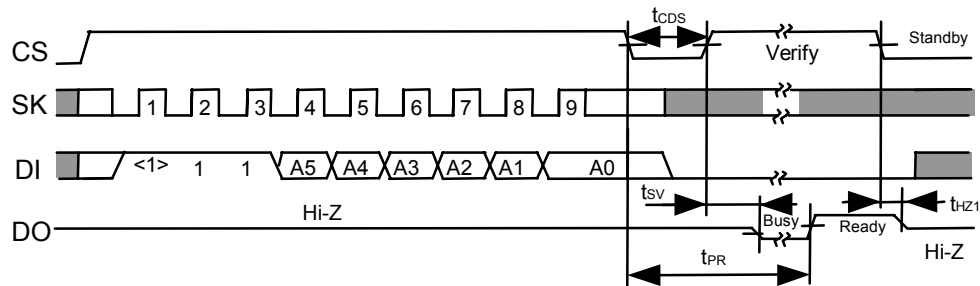 CS tCDS Verify Standby
SK 1 2 3 4 5 6 7 8 9
DI <1> 1 1 A5 A4 A3 A2 A1 A0
tSV tHZ1
DO Hi-Z Busy Ready Hi-Z
tPR